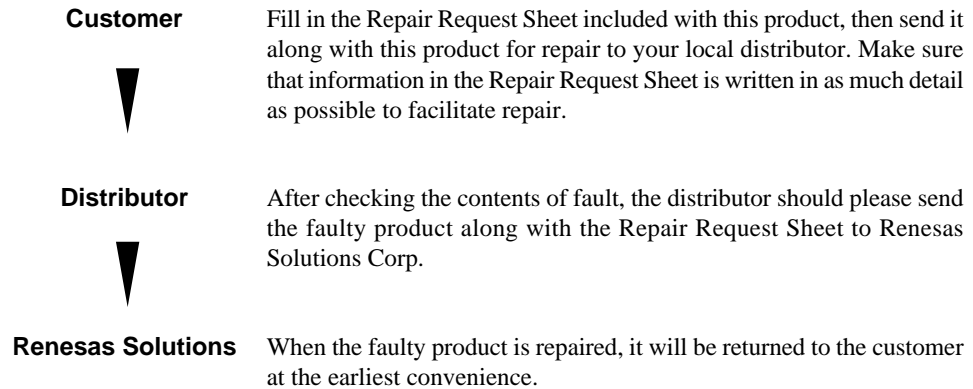 Customer
Fill in the Repair Request Sheet included with this product, then send it
along with this product for repair to your local distributor. Make sure
that information in the Repair Request Sheet is written in as much detail
as possible to facilitate repair.
Distributor
After checking the contents of fault, the distributor should please send
the faulty product along with the Repair Request Sheet to Renesas
Solutions Corp.
Renesas Solutions
When the faulty product is repaired, it will be returned to the customer
at the earliest convenience.